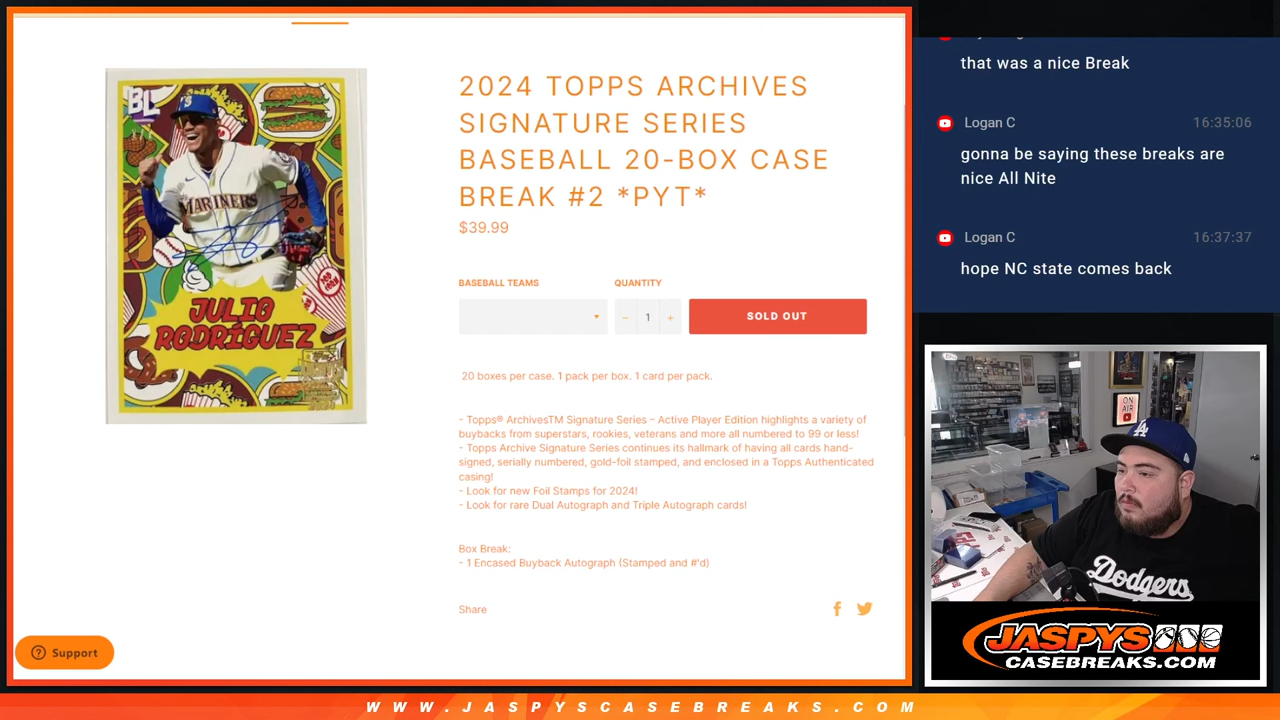 BL
MARINERS
JULIO
RODRÍGUEZ
2024 TOPPS ARCHIVES
SIGNATURE SERIES
BASEBALL 20-BOX CASE
BREAK #2 *PYT*
$39.99
BASEBALL TEAMS
QUANTITY
− 1 +
SOLD OUT
20 boxes per case. 1 pack per box. 1 card per pack.
- Topps® ArchivesTM Signature Series – Active Player Edition highlights a variety of
buybacks from superstars, rookies, veterans and more all numbered to 99 or less!
- Topps Archive Signature Series continues its hallmark of having all cards hand-
signed, serially numbered, gold-foil stamped, and enclosed in a Topps Authenticated
casing!
- Look for new Foil Stamps for 2024!
- Look for rare Dual Autograph and Triple Autograph cards!
Box Break:
- 1 Encased Buyback Autograph (Stamped and #'d)
Share
Support
that was a nice Break
Logan C 16:35:06
gonna be saying these breaks are
nice All Nite
Logan C 16:37:37
hope NC state comes back
ON
AIR
LA
Dodgers
JASPYS
CASEBREAKS.COM
WWW.JASPYSCASEBREAKS.COM